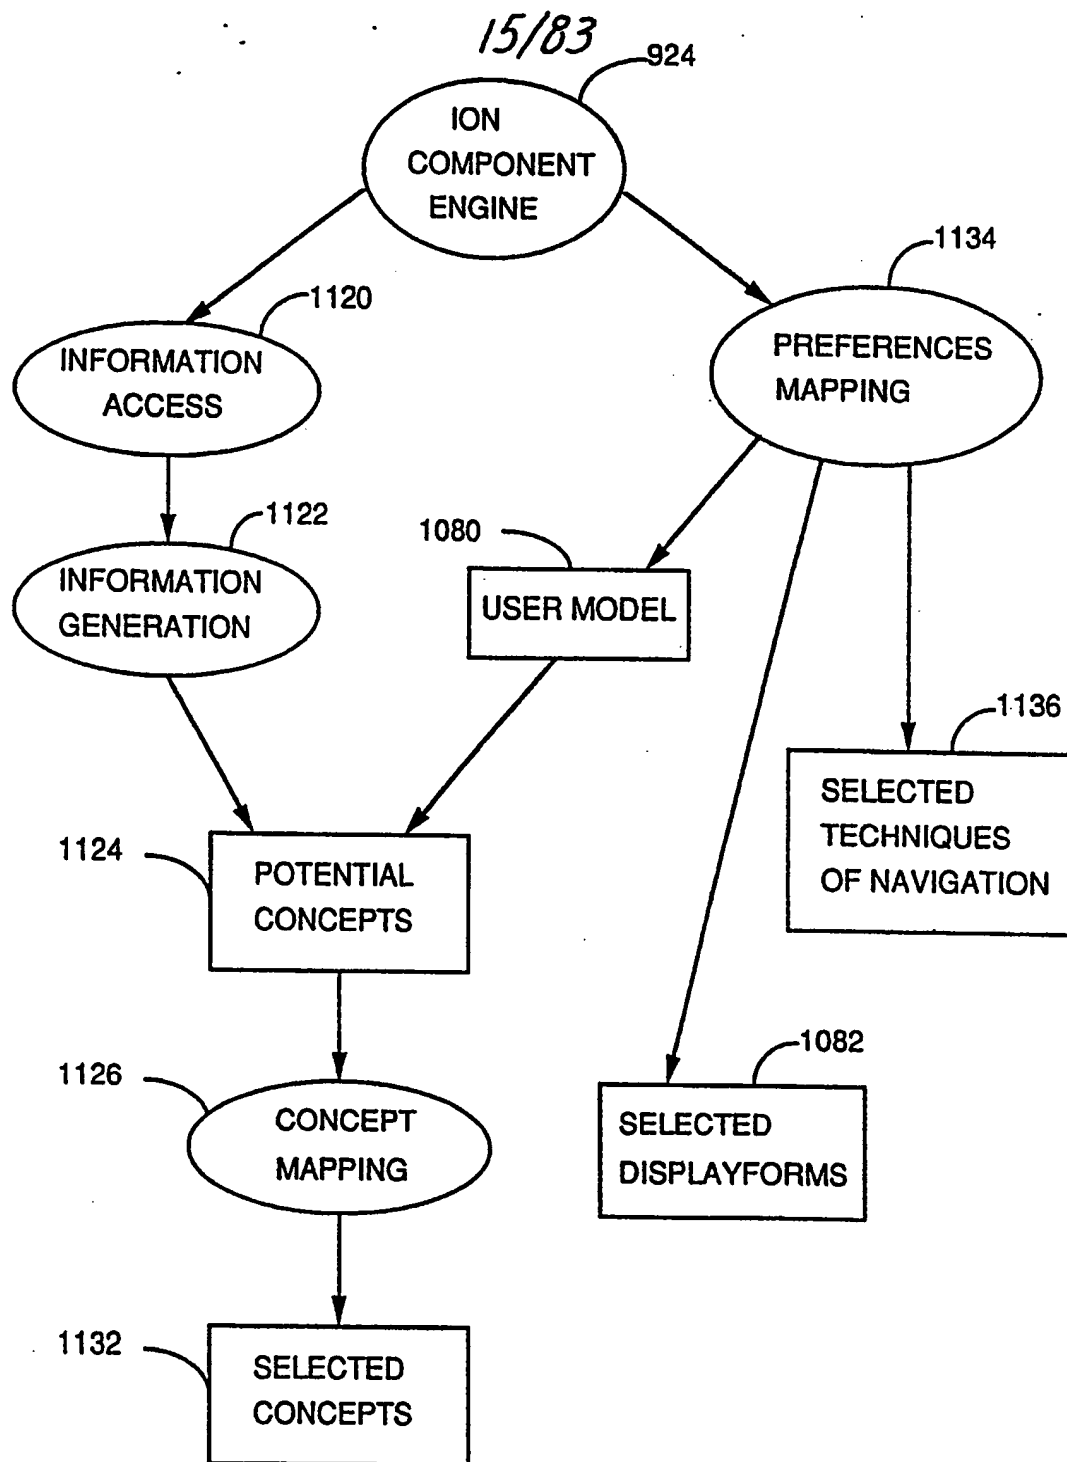 15/83
924
ION
COMPONENT
ENGINE
1134
1120
PREFERENCES
MAPPING
INFORMATION
ACCESS
1122
1080
INFORMATION
GENERATION
USER MODEL
1136
SELECTED
TECHNIQUES
OF NAVIGATION
1124
POTENTIAL
CONCEPTS
1082
1126
CONCEPT
MAPPING
SELECTED
DISPLAYFORMS
1132
SELECTED
CONCEPTS